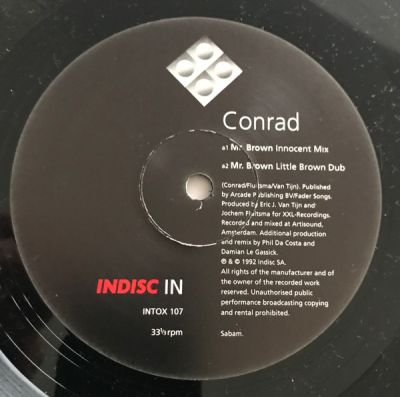 Conrad
a1 Mr. Brown Innocent Mix
a2 Mr. Brown Little Brown Dub
(Conrad/Fluitsma/Van Tijn). Published
by Arcade Publishing BV/Fader Songs.
Produced by Eric J. Van Tijn and
Jochem Fluitsma for XXL-Recordings.
Recorded and mixed at Artisound,
Amsterdam. Additional production
and remix by Phil Da Costa and
Damian Le Gassick.
℗ & © 1992 Indisc SA.
All rights of the manufacturer and of
the owner of the recorded work
reserved. Unauthorised public
performance broadcasting copying
and rental prohibited.
Sabam.
INDISC IN
INTOX 107
33⅓ rpm